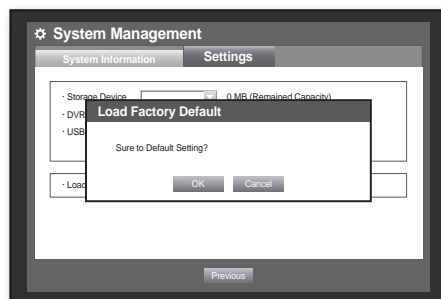 System Management
System Information Settings
· Storage Device 0 MB (Remained Capacity)
· DVR
· USB
Load Factory Default
Sure to Default Setting?
OK Cancel
· Load
Previous